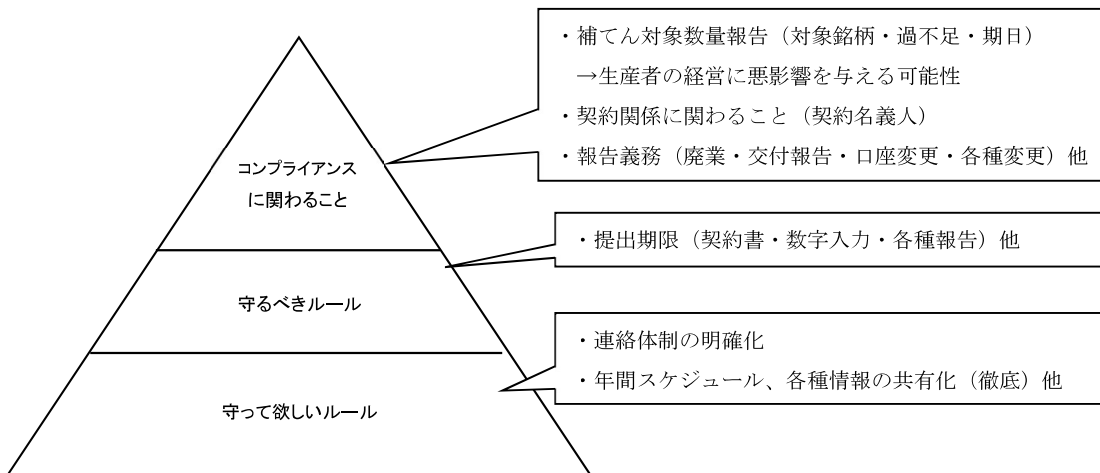 ・補てん対象数量報告（対象銘柄・過不足・期日）
→生産者の経営に悪影響を与える可能性
・契約関係に関わること（契約名義人）
・報告義務（廃業・交付報告・口座変更・各種変更）他
コンプライアンス
に関わること
・提出期限（契約書・数字入力・各種報告）他
守るべきルール
・連絡体制の明確化
・年間スケジュール、各種情報の共有化（徹底）他
守って欲しいルール